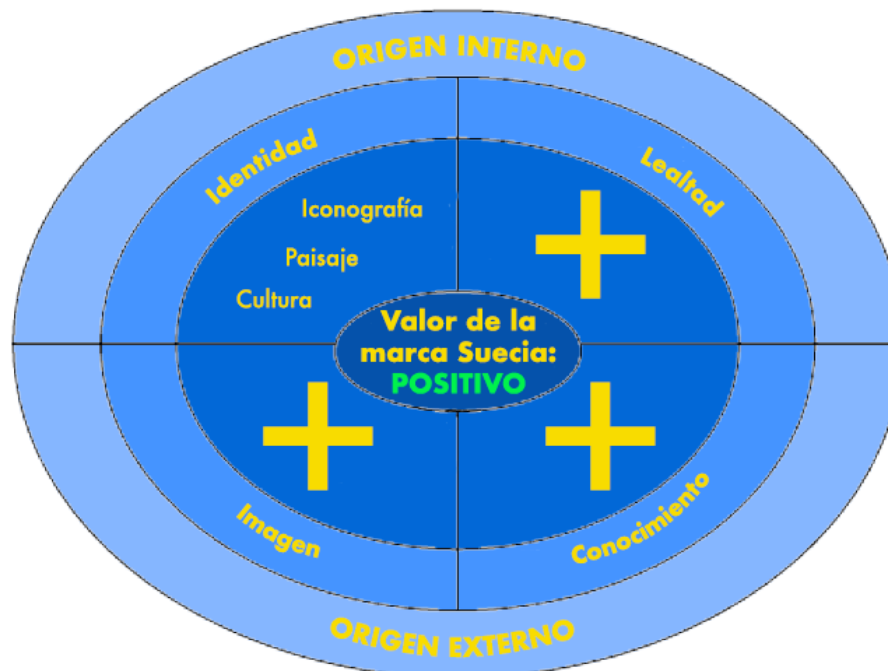 ORIGEN INTERNO
Identidad
Lealtad
Iconografía
Paisaje
Cultura
Valor de la
marca Suecia:
POSITIVO
Imagen
Conocimiento
ORIGEN EXTERNO